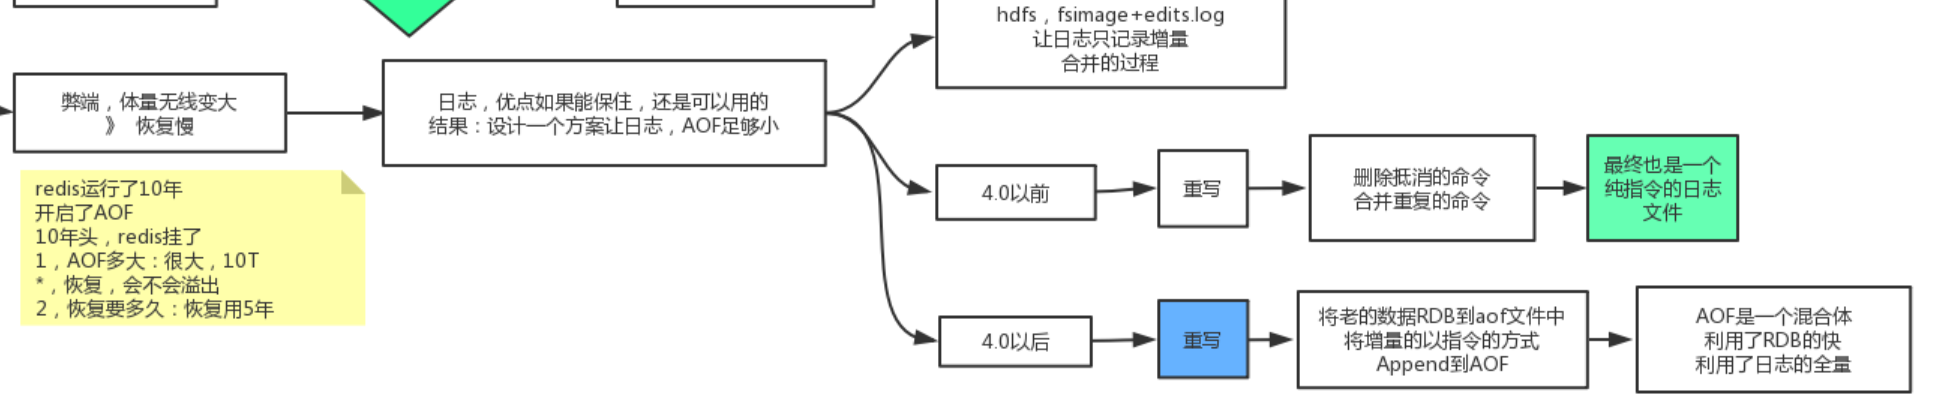 hdfs，fsimage+edits.log
让日志只记录增量
合并的过程
弊端，体量无线变大
》 恢复慢
日志，优点如果能保住，还是可以用的
结果：设计一个方案让日志，AOF足够小
redis运行了10年
开启了AOF
10年头，redis挂了
1，AOF多大：很大，10T
*，恢复，会不会溢出
2，恢复要多久：恢复用5年
4.0以前
重写
删除抵消的命令
合并重复的命令
最终也是一个
纯指令的日志
文件
4.0以后
重写
将老的数据RDB到aof文件中
将增量的以指令的方式
Append到AOF
AOF是一个混合体
利用了RDB的快
利用了日志的全量